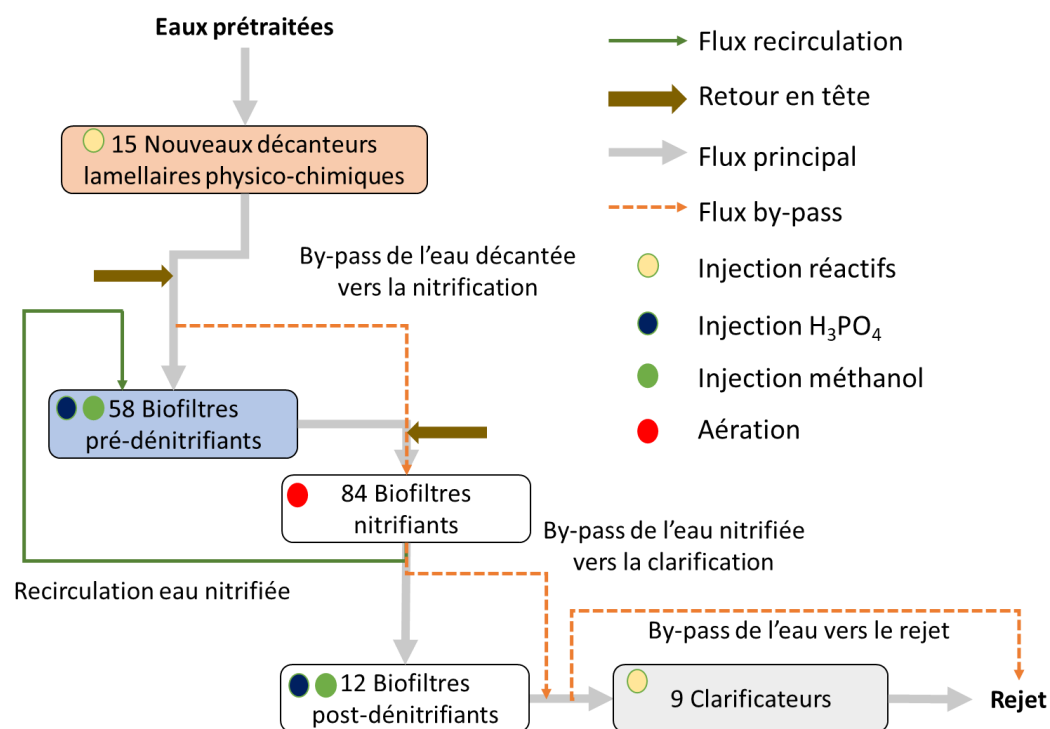 Eaux prétraitées
15 Nouveaux décanteurs
lamellaires physico-chimiques
By-pass de l’eau décantée
vers la nitrification
58 Biofiltres
pré-dénitrifiants
84 Biofiltres
nitrifiants
Recirculation eau nitrifiée
By-pass de l’eau nitrifiée
vers la clarification
By-pass de l’eau vers le rejet
12 Biofiltres
post-dénitrifiants
9 Clarificateurs
Rejet
Flux recirculation
Retour en tête
Flux principal
Flux by-pass
Injection réactifs
Injection H₃PO₄
Injection méthanol
Aération